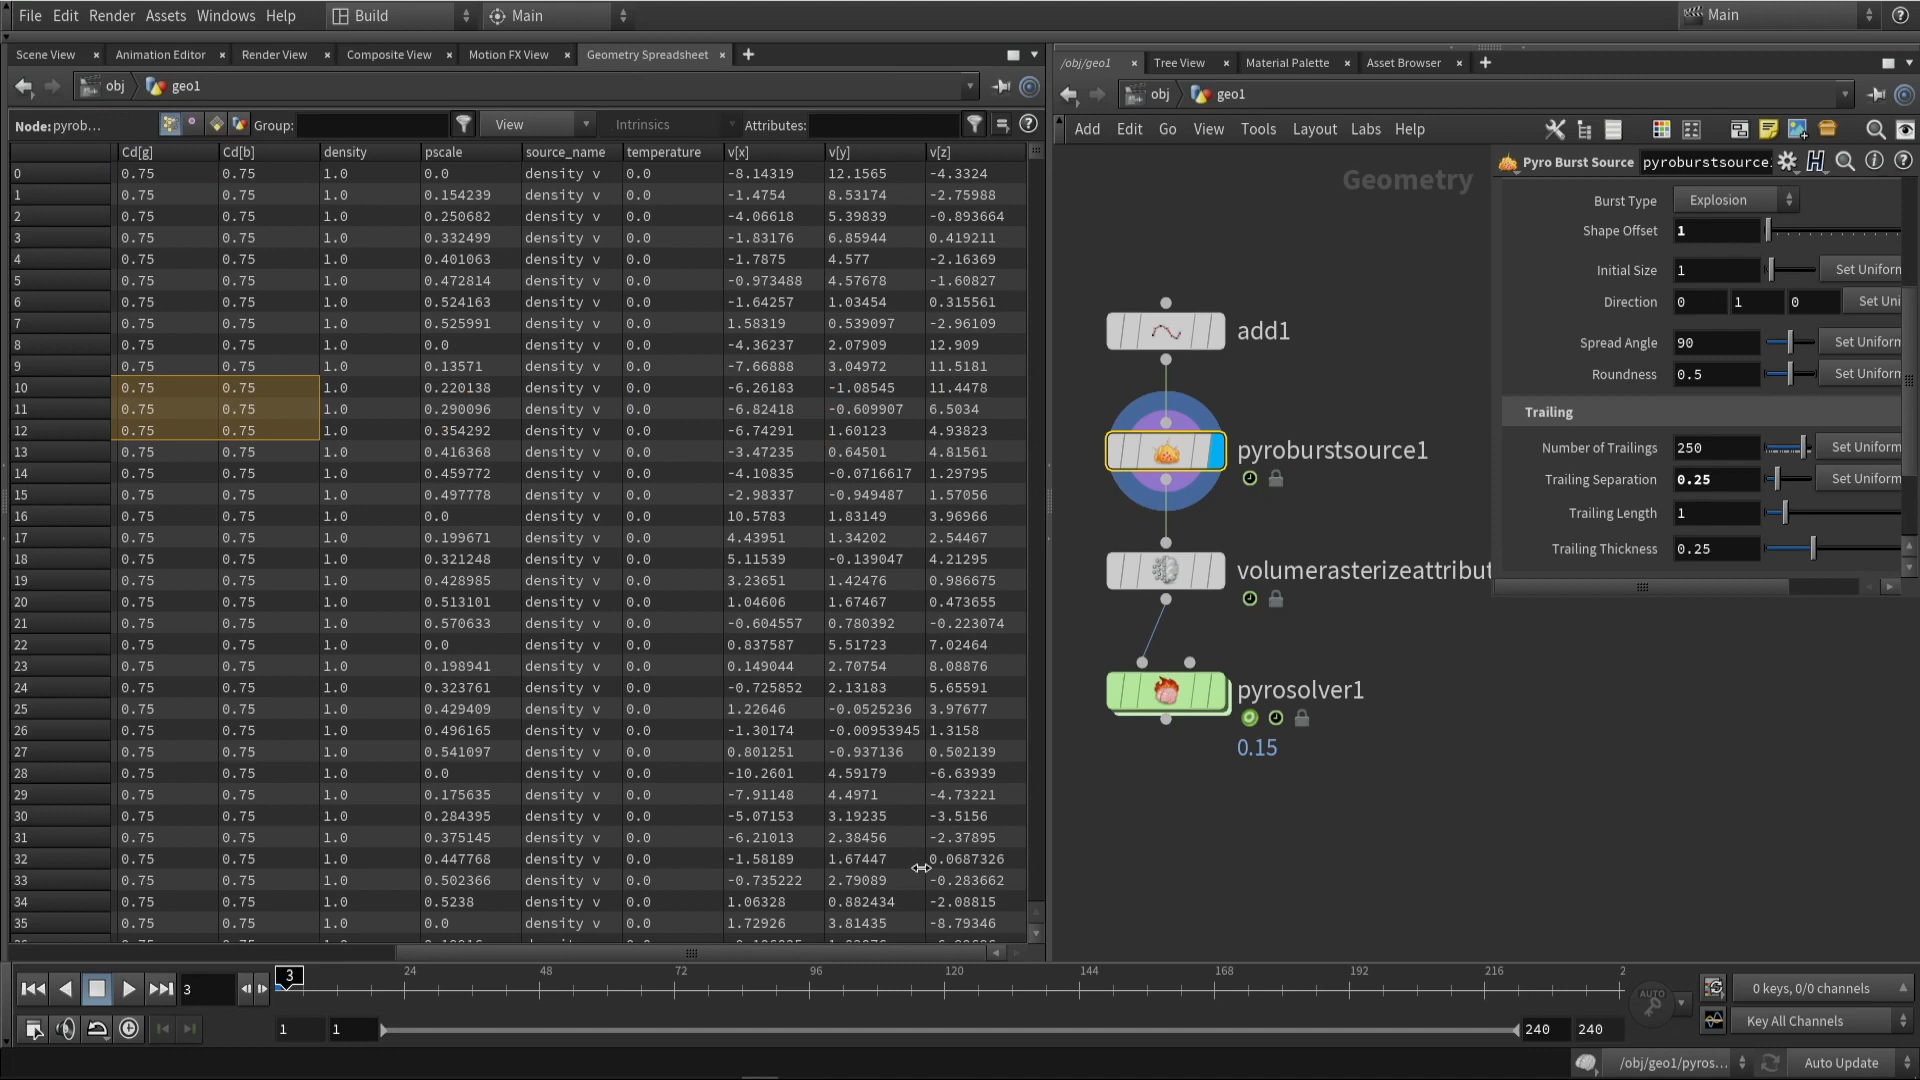 File Edit Render Assets Windows Help Build Main Main
Scene View Animation Editor Render View Composite View Motion FX View Geometry Spreadsheet
/obj/geo1 Tree View Material Palette Asset Browser
obj geo1
obj geo1
Node: pyrob... Group: View Intrinsics Attributes:
Add Edit Go View Tools Layout Labs Help
Cd[g] Cd[b] density pscale source_name temperature v[x] v[y] v[z]
0 0.75 0.75 1.0 0.0 density v 0.0 -8.14319 12.1565 -4.3324
1 0.75 0.75 1.0 0.154239 density v 0.0 -1.4754 8.53174 -2.75988
2 0.75 0.75 1.0 0.250682 density v 0.0 -4.06618 5.39839 -0.893664
3 0.75 0.75 1.0 0.332499 density v 0.0 -1.83176 6.85944 0.419211
4 0.75 0.75 1.0 0.401063 density v 0.0 -1.7875 4.577 -2.16369
5 0.75 0.75 1.0 0.472814 density v 0.0 -0.973488 4.57678 -1.60827
6 0.75 0.75 1.0 0.524163 density v 0.0 -1.64257 1.03454 0.315561
7 0.75 0.75 1.0 0.525991 density v 0.0 1.58319 0.539097 -2.96109
8 0.75 0.75 1.0 0.0 density v 0.0 -4.36237 2.07909 12.909
9 0.75 0.75 1.0 0.13571 density v 0.0 -7.66888 3.04972 11.5181
10 0.75 0.75 1.0 0.220138 density v 0.0 -6.26183 -1.08545 11.4478
11 0.75 0.75 1.0 0.290096 density v 0.0 -6.82418 -0.609907 6.5034
12 0.75 0.75 1.0 0.354292 density v 0.0 -6.74291 1.60123 4.93823
13 0.75 0.75 1.0 0.416368 density v 0.0 -3.47235 0.64501 4.81561
14 0.75 0.75 1.0 0.459772 density v 0.0 -4.10835 -0.0716617 1.29795
15 0.75 0.75 1.0 0.497778 density v 0.0 -2.98337 -0.949487 1.57056
16 0.75 0.75 1.0 0.0 density v 0.0 10.5783 1.83149 3.96966
17 0.75 0.75 1.0 0.199671 density v 0.0 4.43951 1.34202 2.54467
18 0.75 0.75 1.0 0.321248 density v 0.0 5.11539 -0.139047 4.21295
19 0.75 0.75 1.0 0.428985 density v 0.0 3.23651 1.42476 0.986675
20 0.75 0.75 1.0 0.513101 density v 0.0 1.04606 1.67467 0.473655
21 0.75 0.75 1.0 0.570633 density v 0.0 -0.604557 0.780392 -0.223074
22 0.75 0.75 1.0 0.0 density v 0.0 0.837587 5.51723 7.02464
23 0.75 0.75 1.0 0.198941 density v 0.0 0.149044 2.70754 8.08876
24 0.75 0.75 1.0 0.323761 density v 0.0 -0.725852 2.13183 5.65591
25 0.75 0.75 1.0 0.429409 density v 0.0 1.22646 -0.0525236 3.97677
26 0.75 0.75 1.0 0.496165 density v 0.0 -1.30174 -0.00953945 1.3158
27 0.75 0.75 1.0 0.541097 density v 0.0 0.801251 -0.937136 0.502139
28 0.75 0.75 1.0 0.0 density v 0.0 -10.2601 4.59179 -6.63939
29 0.75 0.75 1.0 0.175635 density v 0.0 -7.91148 4.4971 -4.73221
30 0.75 0.75 1.0 0.284395 density v 0.0 -5.07153 3.19235 -3.5156
31 0.75 0.75 1.0 0.375145 density v 0.0 -6.21013 2.38456 -2.37895
32 0.75 0.75 1.0 0.447768 density v 0.0 -1.58189 1.67447 0.0687326
33 0.75 0.75 1.0 0.502366 density v 0.0 -0.735222 2.79089 -0.283662
34 0.75 0.75 1.0 0.5238 density v 0.0 1.06328 0.882434 -2.08815
35 0.75 0.75 1.0 0.0 density v 0.0 1.72926 3.81435 -8.79346
Geometry
add1
pyroburstsource1
volumerasterizeattribut
pyrosolver1
0.15
Pyro Burst Source pyroburstsource
Burst Type Explosion
Shape Offset 1
Initial Size 1 Set Uniforn
Direction 0 1 0 Set Uni
Spread Angle 90 Set Uniform
Roundness 0.5 Set Uniform
Trailing
Number of Trailings 250 Set Uniform
Trailing Separation 0.25 Set Uniform
Trailing Length 1
Trailing Thickness 0.25
3 3 24 48 72 96 120 144 168 192 216 2
AUTO
0 keys, 0/0 channels
1 1 240 240 Key All Channels
/obj/geo1/pyros... Auto Update